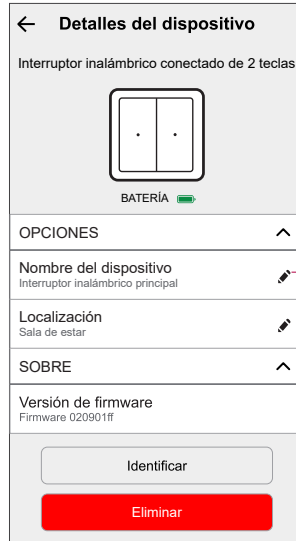 Detalles del dispositivo
Interruptor inalámbrico conectado de 2 teclas
BATERÍA
OPCIONES
Nombre del dispositivo
Interruptor inalámbrico principal
Localización
Sala de estar
SOBRE
Versión de firmware
Firmware 020901ff
Identificar
Eliminar